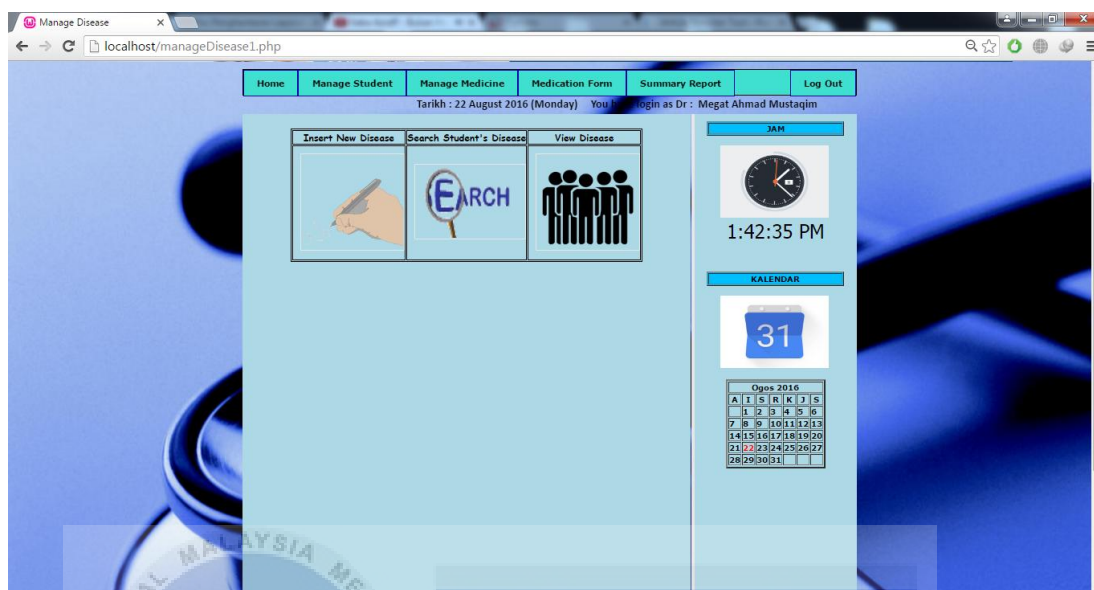 Manage Disease
localhost/manageDisease1.php
Home Manage Student Manage Medicine Medication Form Summary Report Log Out
Tarikh : 22 August 2016 (Monday) You login as Dr : Megat Ahmad Mustaqim
Insert New Disease Search Student's Disease View Disease
EARCH
JAM
1:42:35 PM
KALENDAR
31
Ogos 2016
A I S R K J S
1 2 3 4 5 6
7 8 9 10 11 12 13
14 15 16 17 18 19 20
21 22 23 24 25 26 27
28 29 30 31
MALAYSIA